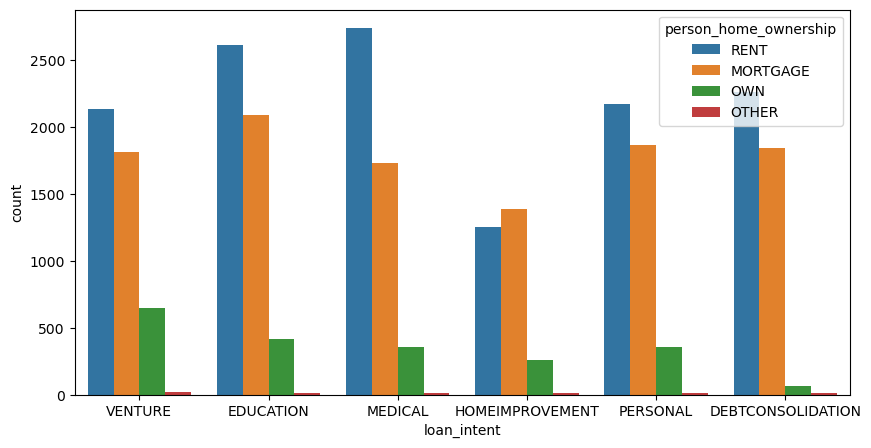 person_home_ownership
RENT
MORTGAGE
OWN
OTHER
count
2500
2000
1500
1000
500
0
VENTURE EDUCATION MEDICAL HOMEIMPROVEMENT PERSONAL DEBTCONSOLIDATION
loan_intent